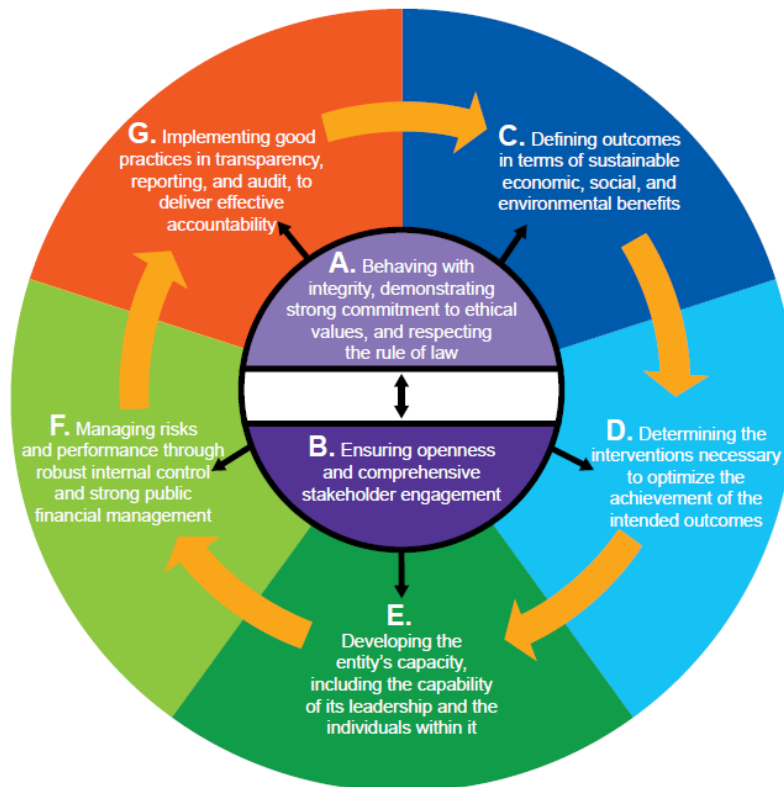 G. Implementing good
practices in transparency,
reporting, and audit, to
deliver effective
accountability
C. Defining outcomes
in terms of sustainable
economic, social, and
environmental benefits
A. Behaving with
integrity, demonstrating
strong commitment to ethical
values, and respecting
the rule of law
F. Managing risks
and performance through
robust internal control
and strong public
financial management
B. Ensuring openness
and comprehensive
stakeholder engagement
D. Determining the
interventions necessary
to optimize the
achievement of the
intended outcomes
E.
Developing the
entity's capacity,
including the capability
of its leadership and the
individuals within it